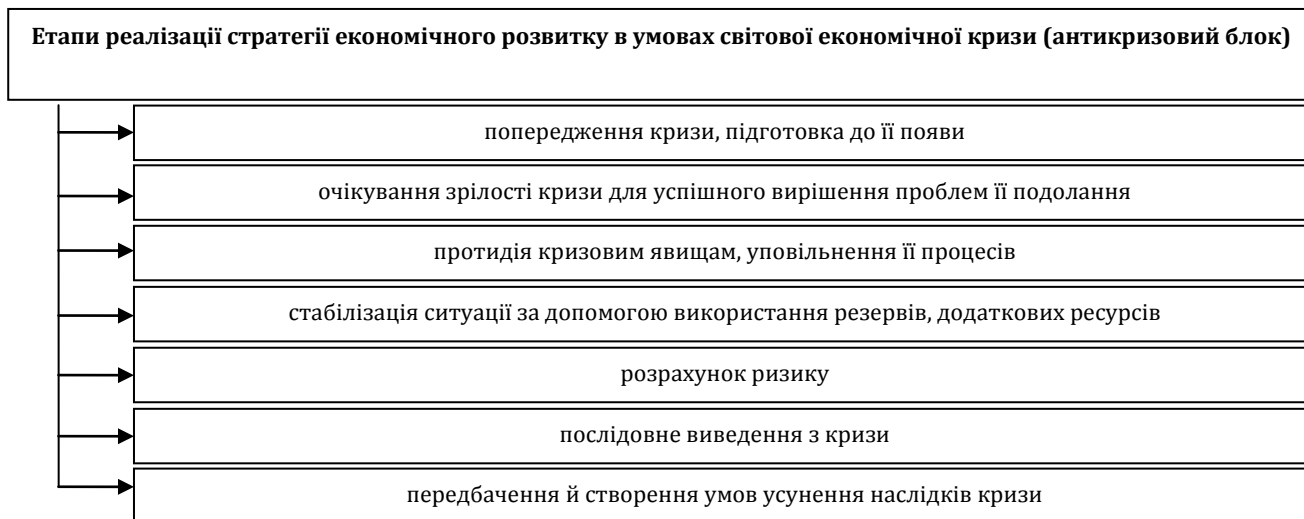 Етапи реалізації стратегії економічного розвитку в умовах світової економічної кризи (антикризовий блок)
попередження кризи, підготовка до її появи
очікування зрілості кризи для успішного вирішення проблем її подолання
протидія кризовим явищам, уповільнення її процесів
стабілізація ситуації за допомогою використання резервів, додаткових ресурсів
розрахунок ризику
послідовне виведення з кризи
передбачення й створення умов усунення наслідків кризи